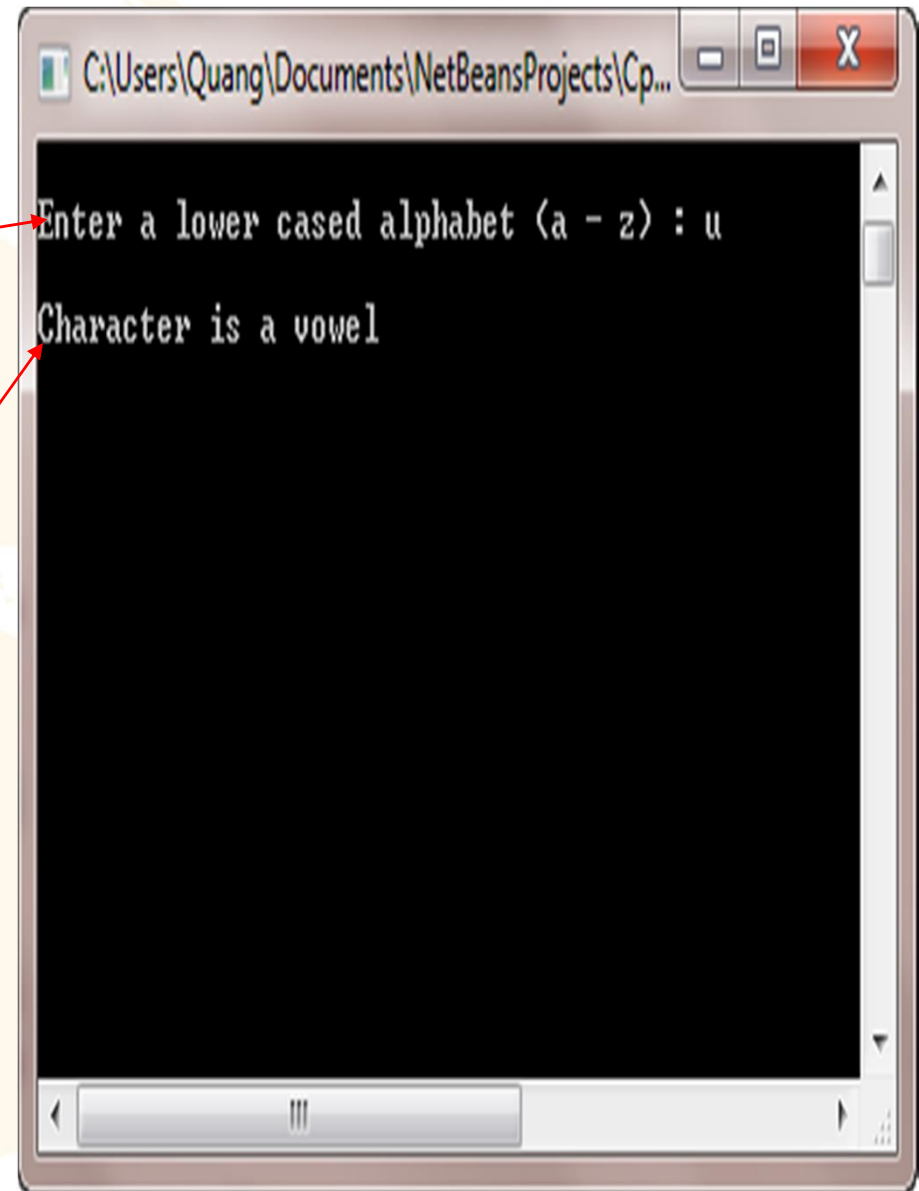 C:\Users\Quang\Documents\NetBeansProjects\Cp...
X
Enter a lower cased alphabet (a - z) : u
Character is a vowel